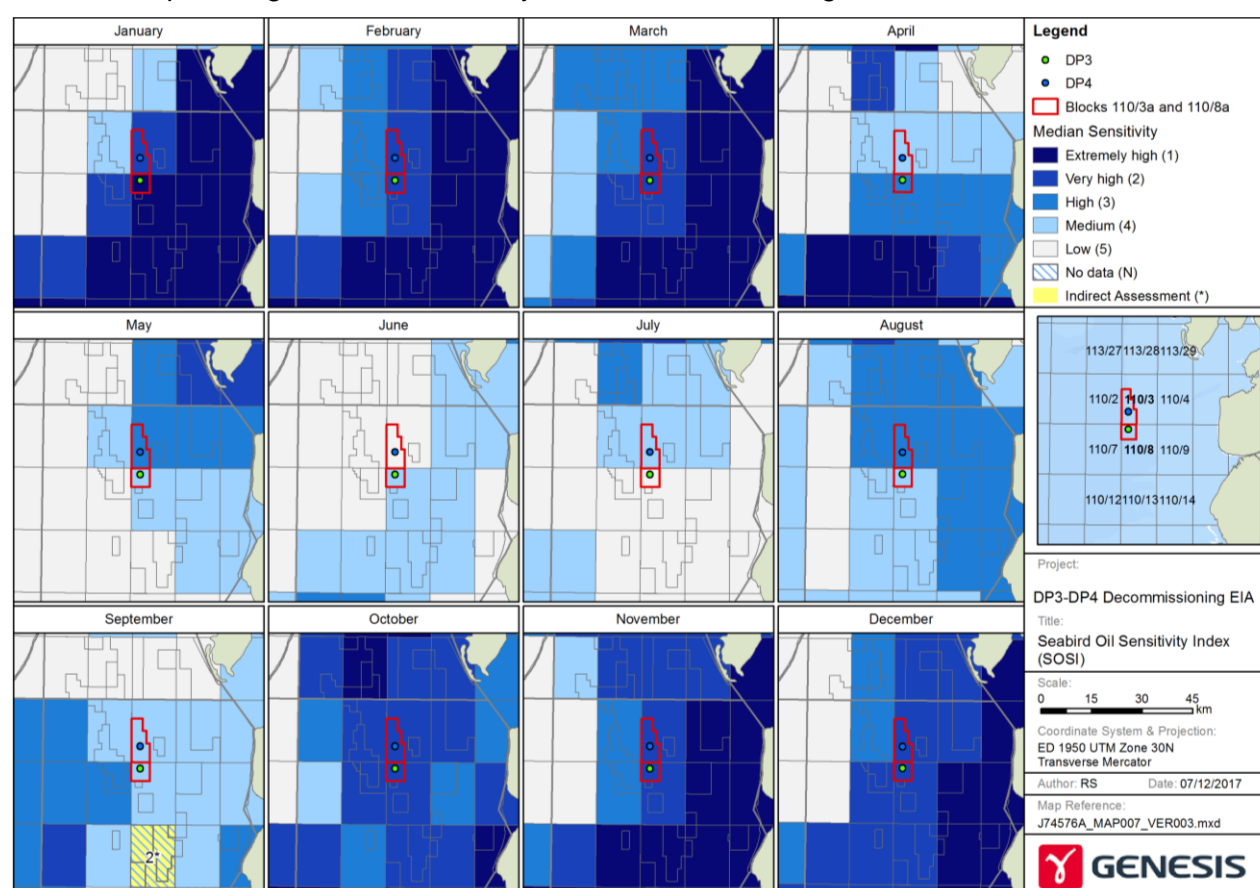 January
February
March
April
Legend
DP3
DP4
Blocks 110/3a and 110/8a
Median Sensitivity
Extremely high (1)
Very high (2)
High (3)
Medium (4)
Low (5)
No data (N)
Indirect Assessment (*)
May
June
July
August
113/27 113/28 113/29
110/2 110/3 110/4
110/7 110/8 110/9
110/12 110/13 110/14
September
October
November
December
2*
Project:
DP3-DP4 Decommissioning EIA
Title:
Seabird Oil Sensitivity Index
(SOSI)
Scale:
0 15 30 45
km
Coordinate System & Projection:
ED 1950 UTM Zone 30N
Transverse Mercator
Author: RS Date: 07/12/2017
Map Reference:
J74576A_MAP007_VER003.mxd
GENESIS